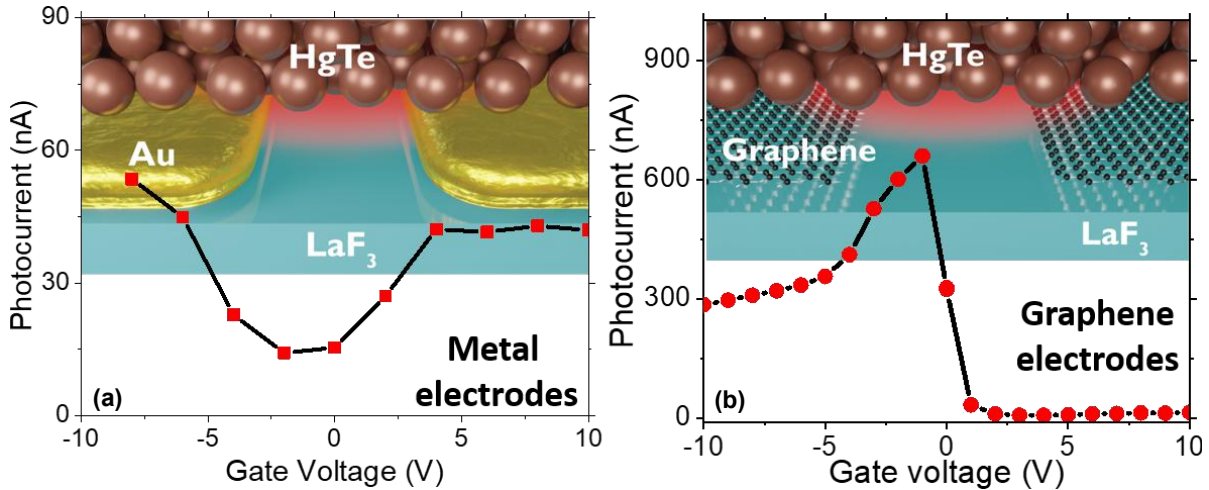 90
60
30
0
-10
-5
0
5
10
Photocurrent (nA)
Gate Voltage (V)
HgTe
Au
LaF3
Metal
electrodes
(a)
900
600
300
0
-10
-5
0
5
10
Photocurrent (nA)
Gate voltage (V)
HgTe
Graphene
LaF3
Graphene
electrodes
(b)